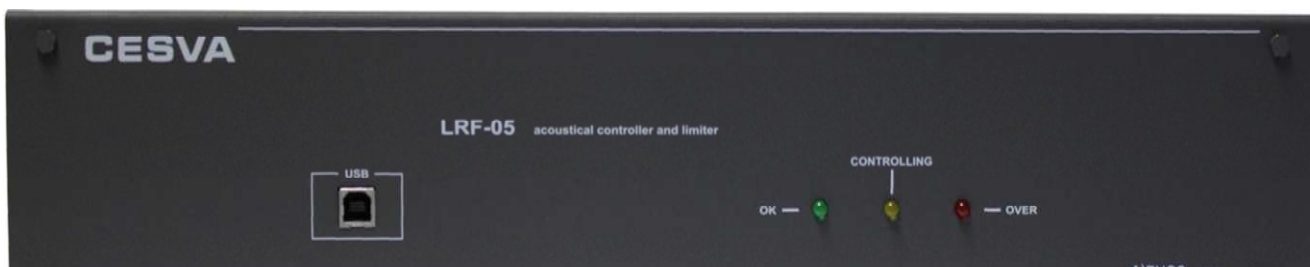 CESVA
LRF-05 acoustical controller and limiter
CONTROLLING
USB
OK
OVER